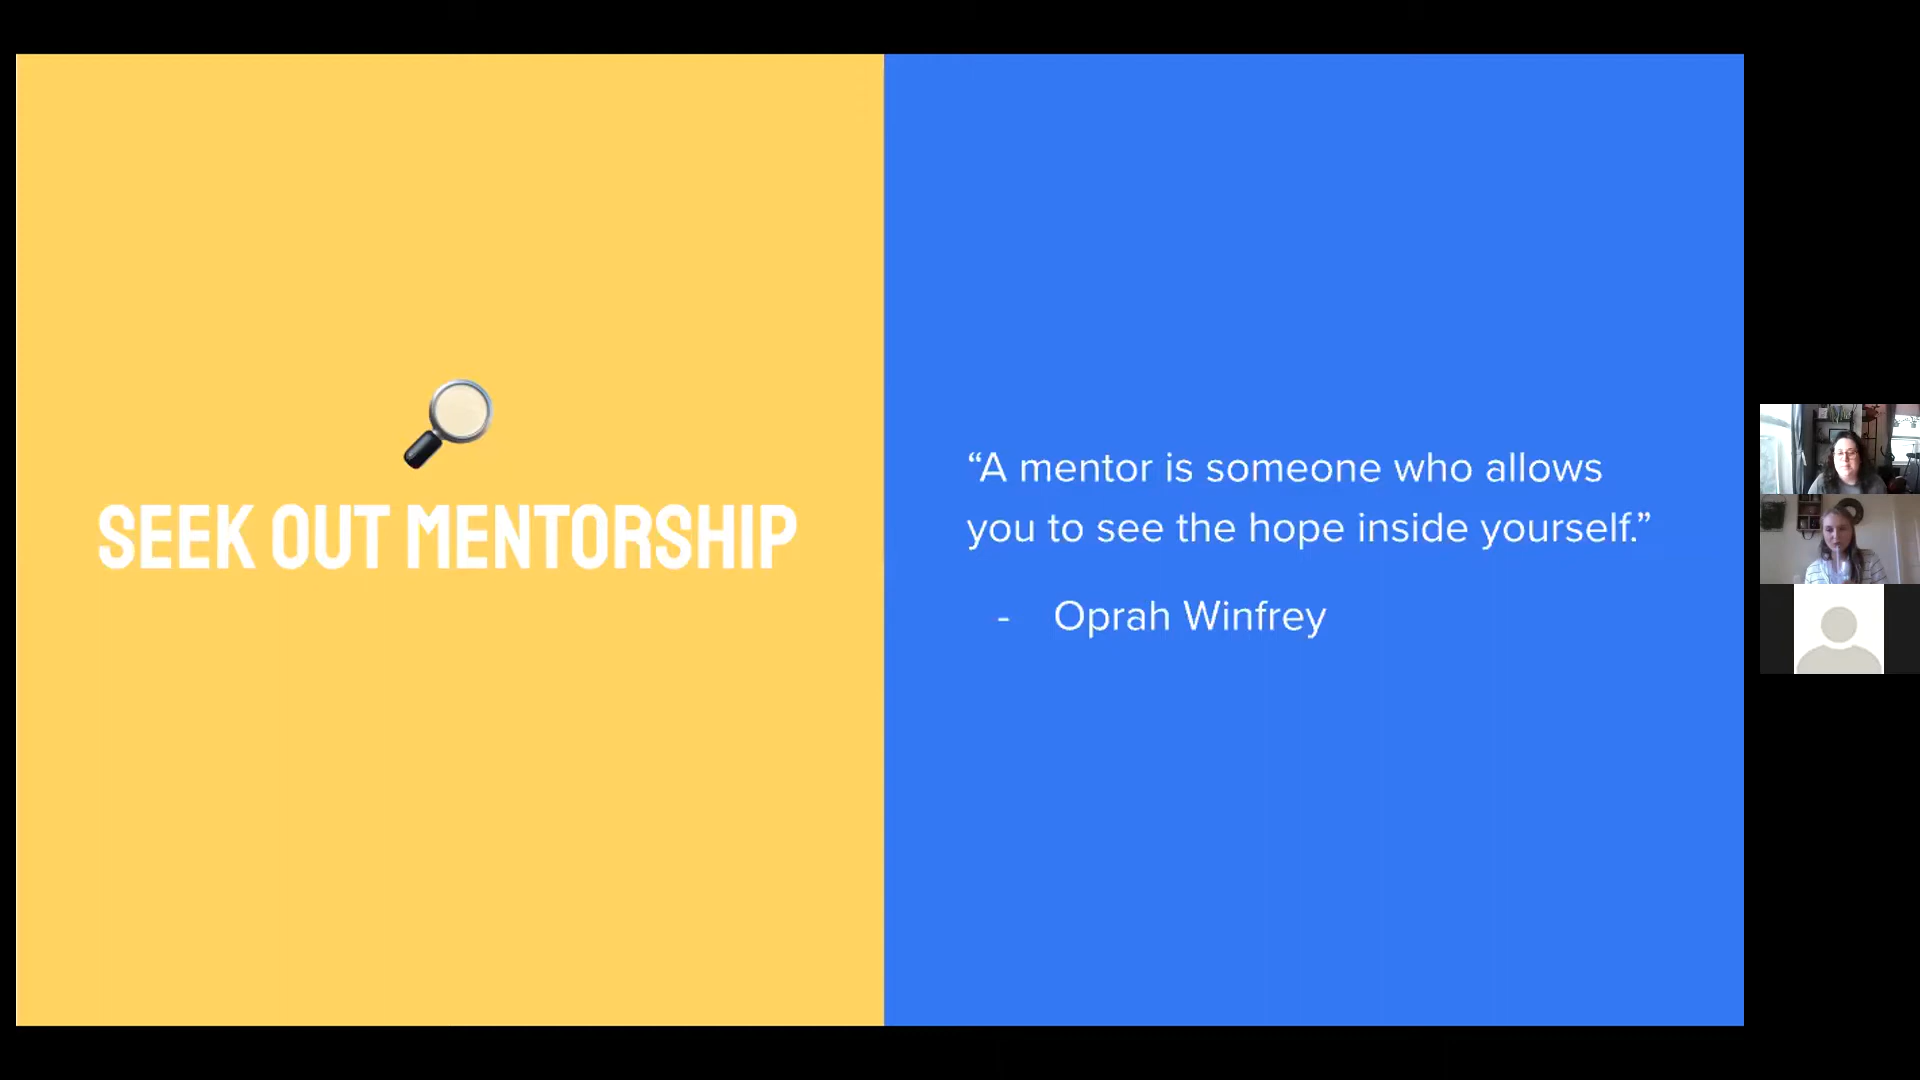 SEEK OUT MENTORSHIP
“A mentor is someone who allows
you to see the hope inside yourself.”
- Oprah Winfrey